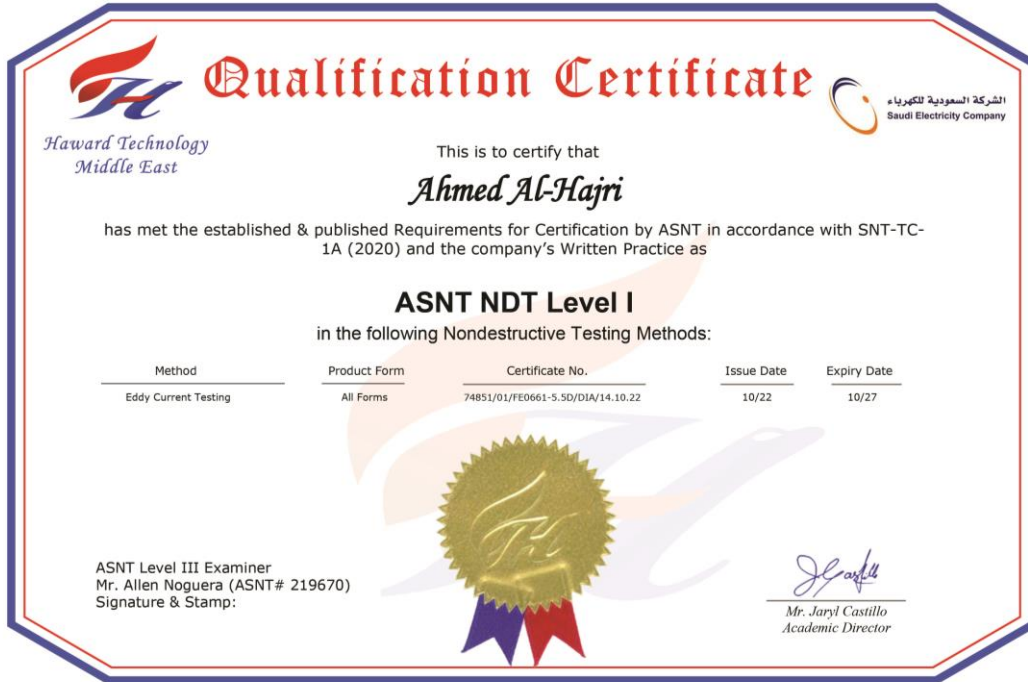 Qualification Certificate
Haward Technology
Middle East
الشركة السعودية للكهرباء
Saudi Electricity Company
This is to certify that
Ahmed Al-Hajri
has met the established & published Requirements for Certification by ASNT in accordance with SNT-TC-
1A (2020) and the company’s Written Practice as
ASNT NDT Level I
in the following Nondestructive Testing Methods:
Method Product Form Certificate No. Issue Date Expiry Date
Eddy Current Testing All Forms 74851/01/FE0661-5.5D/DIA/14.10.22 10/22 10/27
ASNT Level III Examiner
Mr. Allen Noguera (ASNT# 219670)
Signature & Stamp:
Mr. Jaryl Castillo
Academic Director